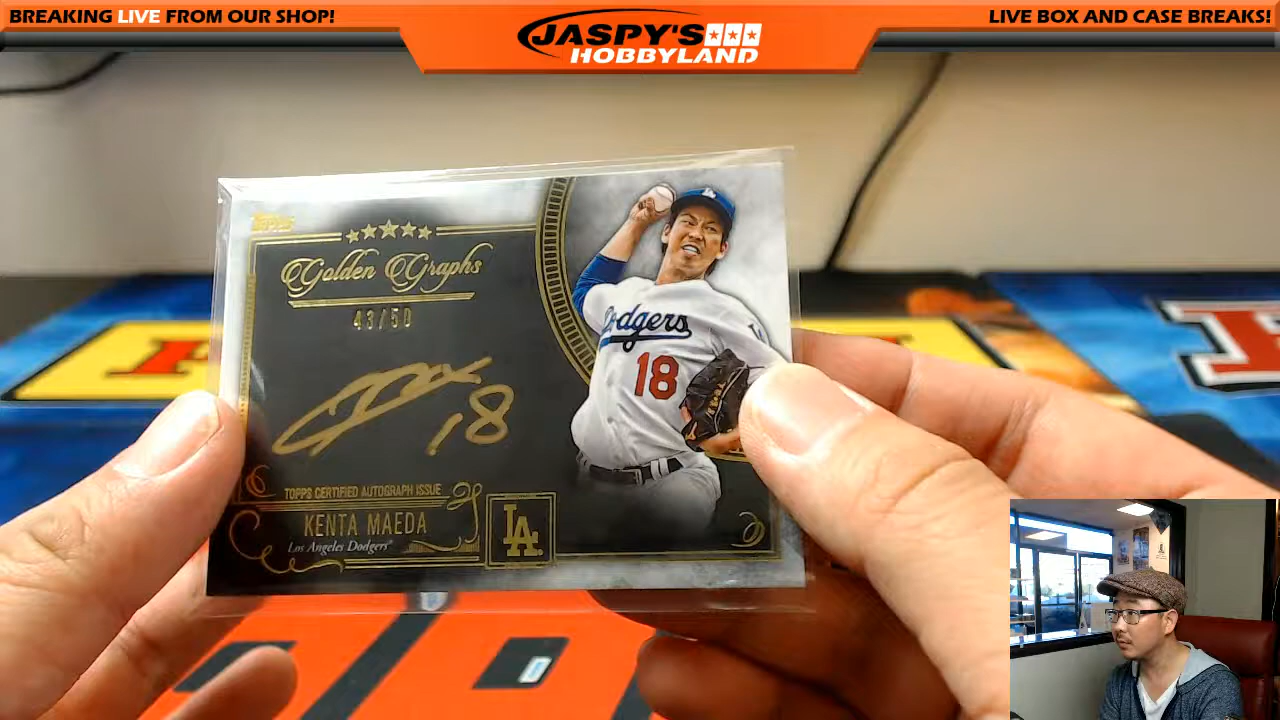 BREAKING LIVE FROM OUR SHOP!
JASPY'S
HOBBYLAND
LIVE BOX AND CASE BREAKS!
TOPPS
Golden Graphs
43/50
18
TOPPS CERTIFIED AUTOGRAPH ISSUE
KENTA MAEDA
Los Angeles Dodgers
LA
Dodgers
18
LA